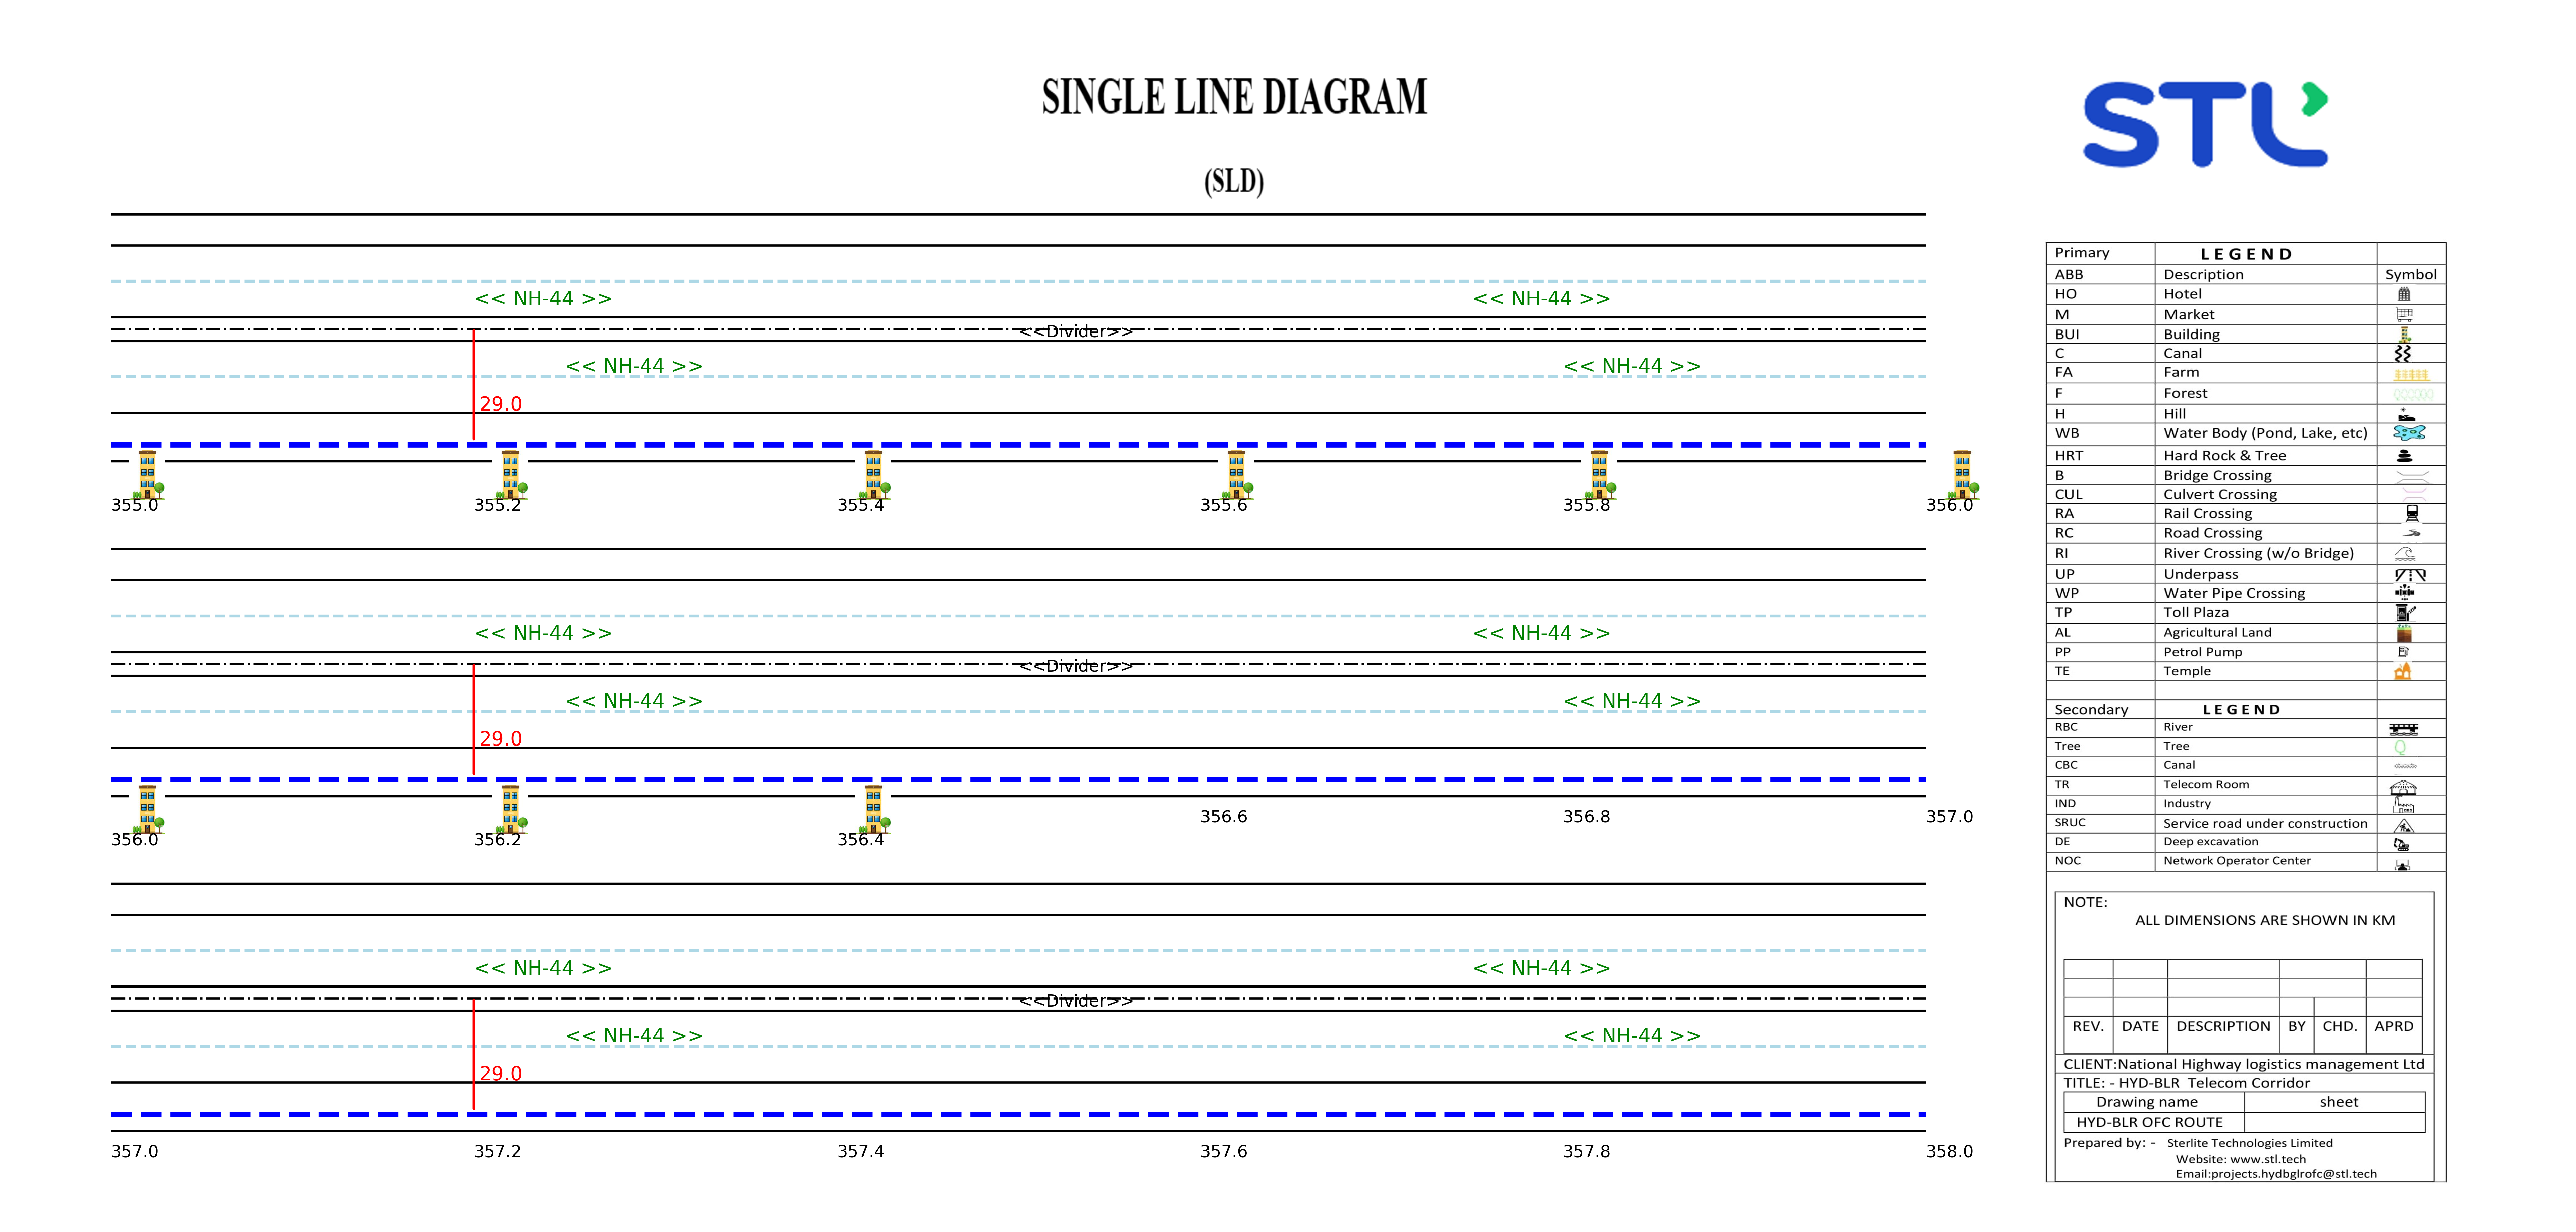 SINGLE LINE DIAGRAM
STL
(SLD)
<< NH-44 >> << NH-44 >>
<<Divider>>
<< NH-44 >> << NH-44 >>
29.0
355.0 355.2 355.4 355.6 355.8 356.0
<< NH-44 >> << NH-44 >>
<<Divider>>
<< NH-44 >> << NH-44 >>
29.0
356.6 356.8 357.0
356.0 356.2 356.4
<< NH-44 >> << NH-44 >>
<<Divider>>
<< NH-44 >> << NH-44 >>
29.0
357.0 357.2 357.4 357.6 357.8 358.0
Primary LEGEND
ABB Description Symbol
HO Hotel
M Market
BUI Building
C Canal
FA Farm
F Forest
H Hill
WB Water Body (Pond, Lake, etc)
HRT Hard Rock & Tree
B Bridge Crossing
CUL Culvert Crossing
RA Rail Crossing
RC Road Crossing
RI River Crossing (w/o Bridge)
UP Underpass
WP Water Pipe Crossing
TP Toll Plaza
AL Agricultural Land
PP Petrol Pump
TE Temple
Secondary LEGEND
RBC River
Tree Tree
CBC Canal
TR Telecom Room
IND Industry
SRUC Service road under construction
DE Deep excavation
NOC Network Operator Center
NOTE:
ALL DIMENSIONS ARE SHOWN IN KM
REV. DATE DESCRIPTION BY CHD. APRD
CLIENT:National Highway logistics management Ltd
TITLE: - HYD-BLR Telecom Corridor
Drawing name sheet
HYD-BLR OFC ROUTE
Prepared by: - Sterlite Technologies Limited
Website: www.stl.tech
Email:projects.hydbglrofc@stl.tech